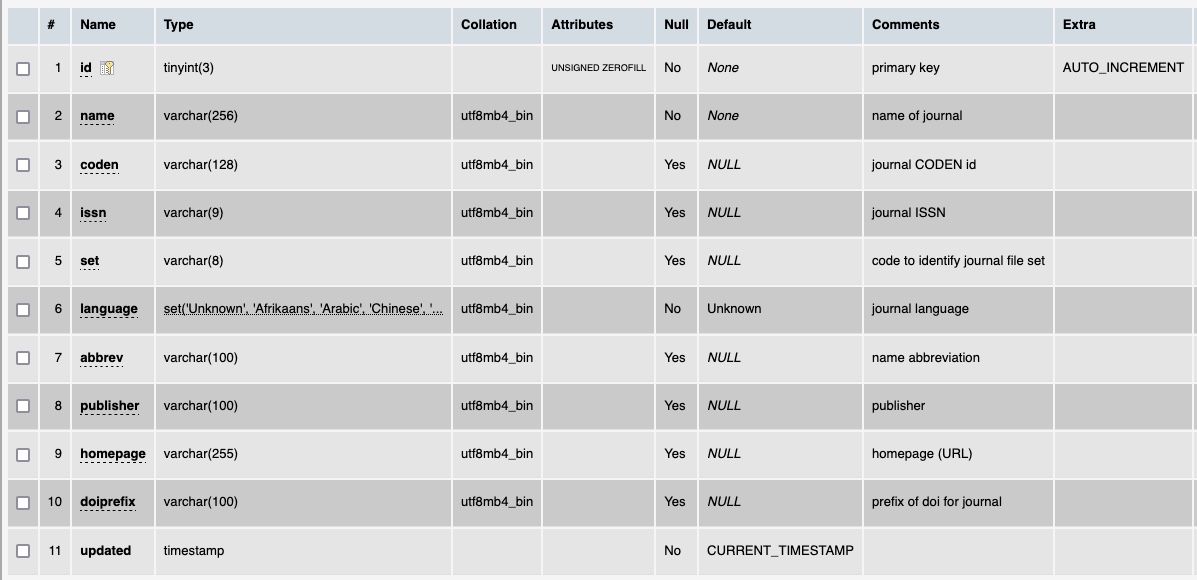 # Name Type Collation Attributes Null Default Comments Extra
1 id tinyint(3) UNSIGNED ZEROFILL No None primary key AUTO_INCREMENT
2 name varchar(256) utf8mb4_bin No None name of journal
3 coden varchar(128) utf8mb4_bin Yes NULL journal CODEN id
4 issn varchar(9) utf8mb4_bin Yes NULL journal ISSN
5 set varchar(8) utf8mb4_bin Yes NULL code to identify journal file set
6 language set('Unknown', 'Afrikaans', 'Arabic', 'Chinese', '... utf8mb4_bin No Unknown journal language
7 abbrev varchar(100) utf8mb4_bin Yes NULL name abbreviation
8 publisher varchar(100) utf8mb4_bin Yes NULL publisher
9 homepage varchar(255) utf8mb4_bin Yes NULL homepage (URL)
10 doiprefix varchar(100) utf8mb4_bin Yes NULL prefix of doi for journal
11 updated timestamp No CURRENT_TIMESTAMP